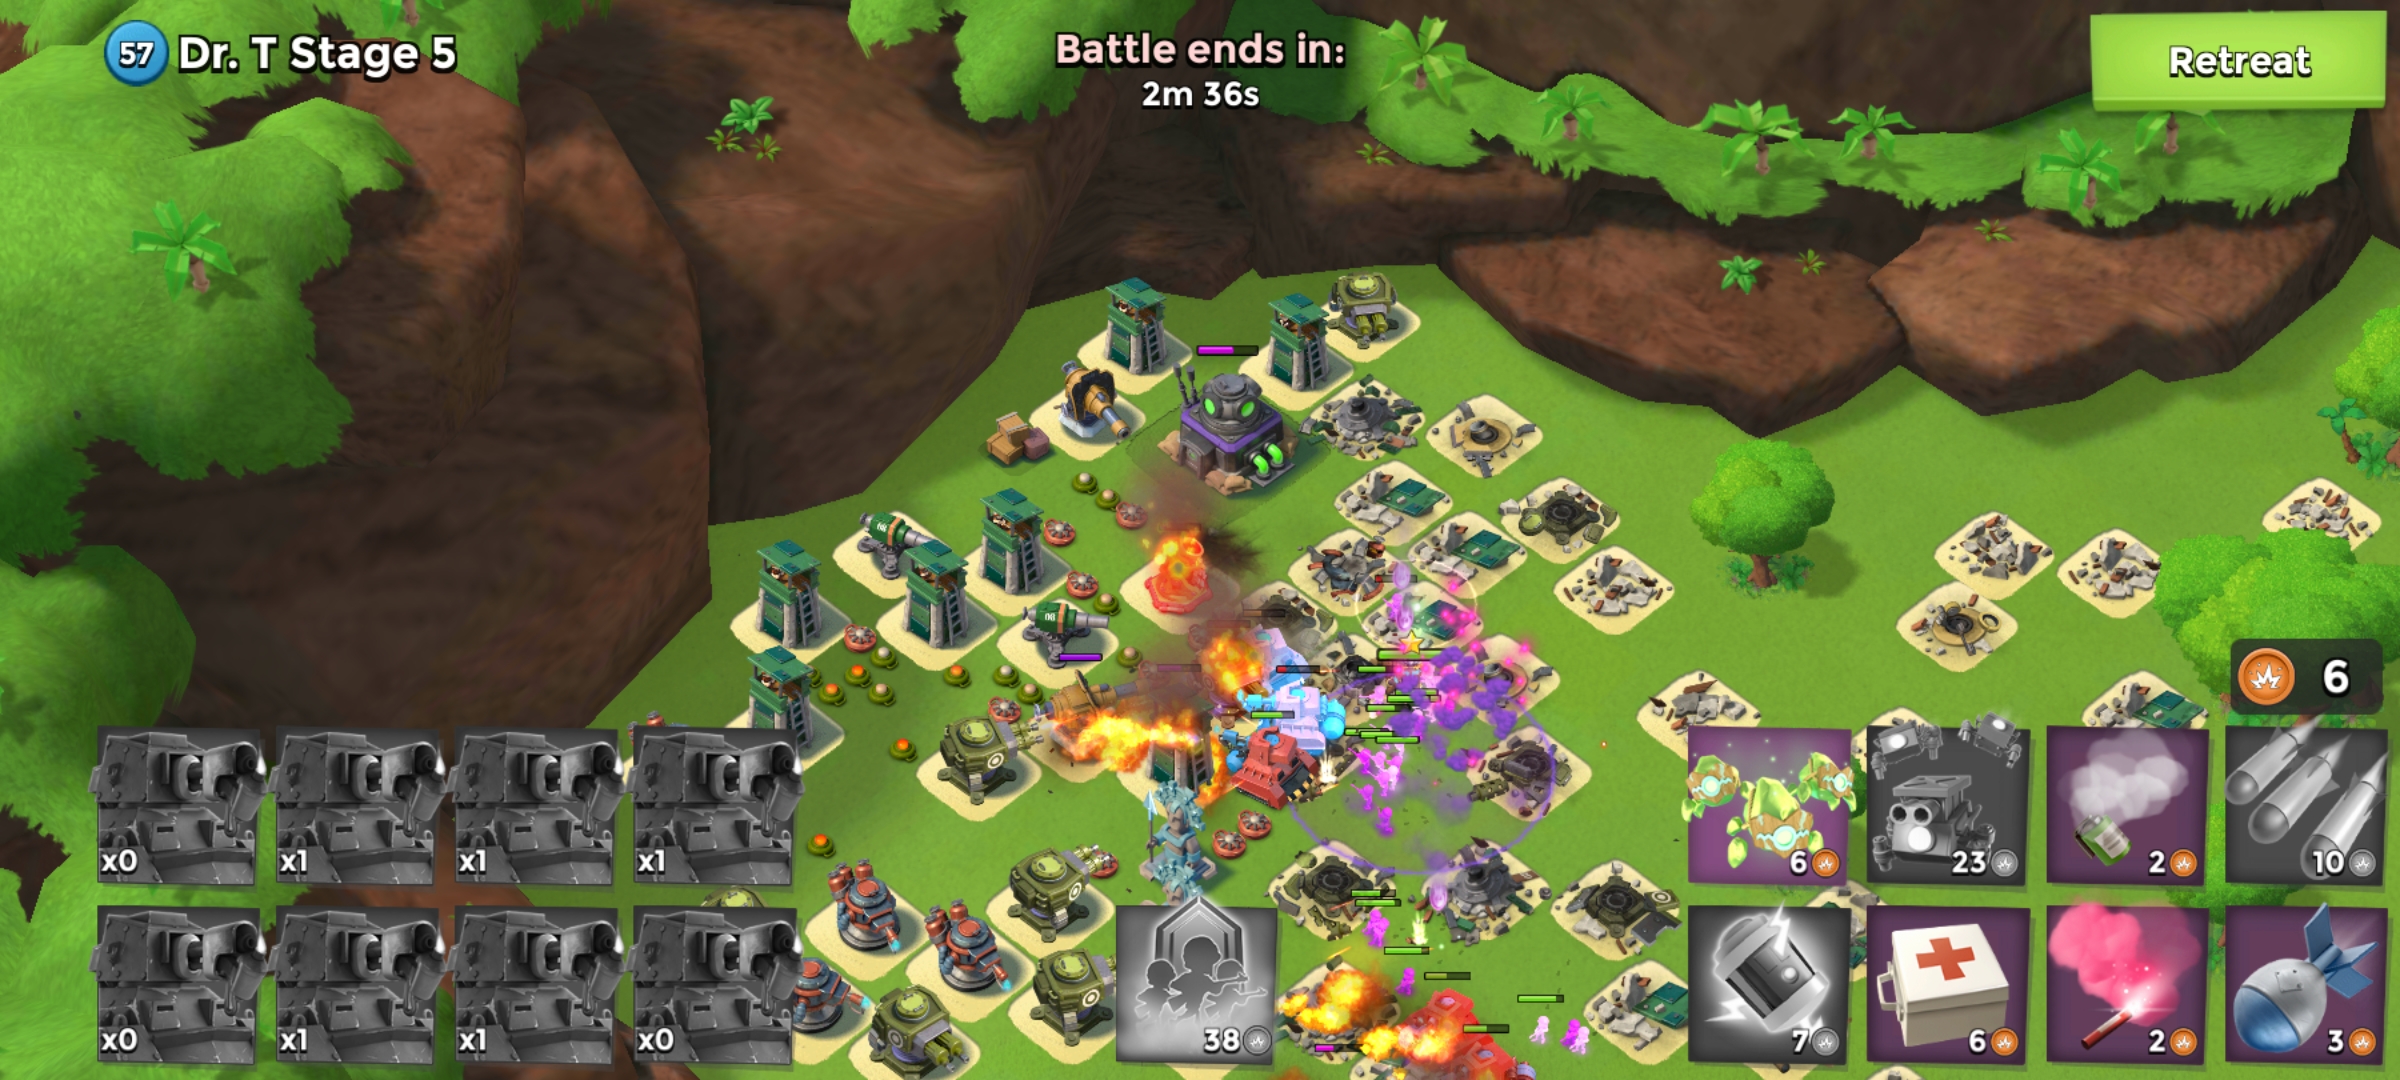 57 Dr. T Stage 5
Battle ends in:
2m 36s
Retreat
6
x0
x1
x1
x1
6
23
2
10
x0
x1
x1
x0
38
7
6
2
3